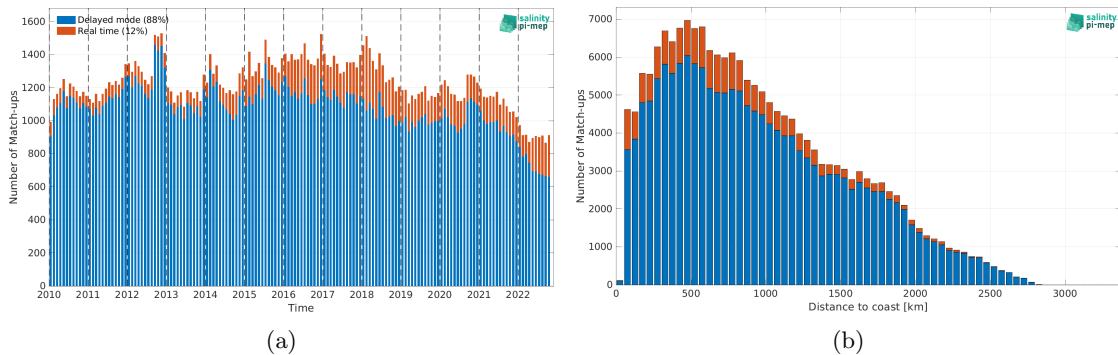 Delayed mode (88%)
Real time (12%)
salinity
pi-mep
Number of Match-ups
1600
1400
1200
1000
800
600
400
200
0
2010 2011 2012 2013 2014 2015 2016 2017 2018 2019 2020 2021 2022
Time
(a)
salinity
pi-mep
Number of Match-ups
7000
6000
5000
4000
3000
2000
1000
0
0 500 1000 1500 2000 2500 3000
Distance to coast [km]
(b)